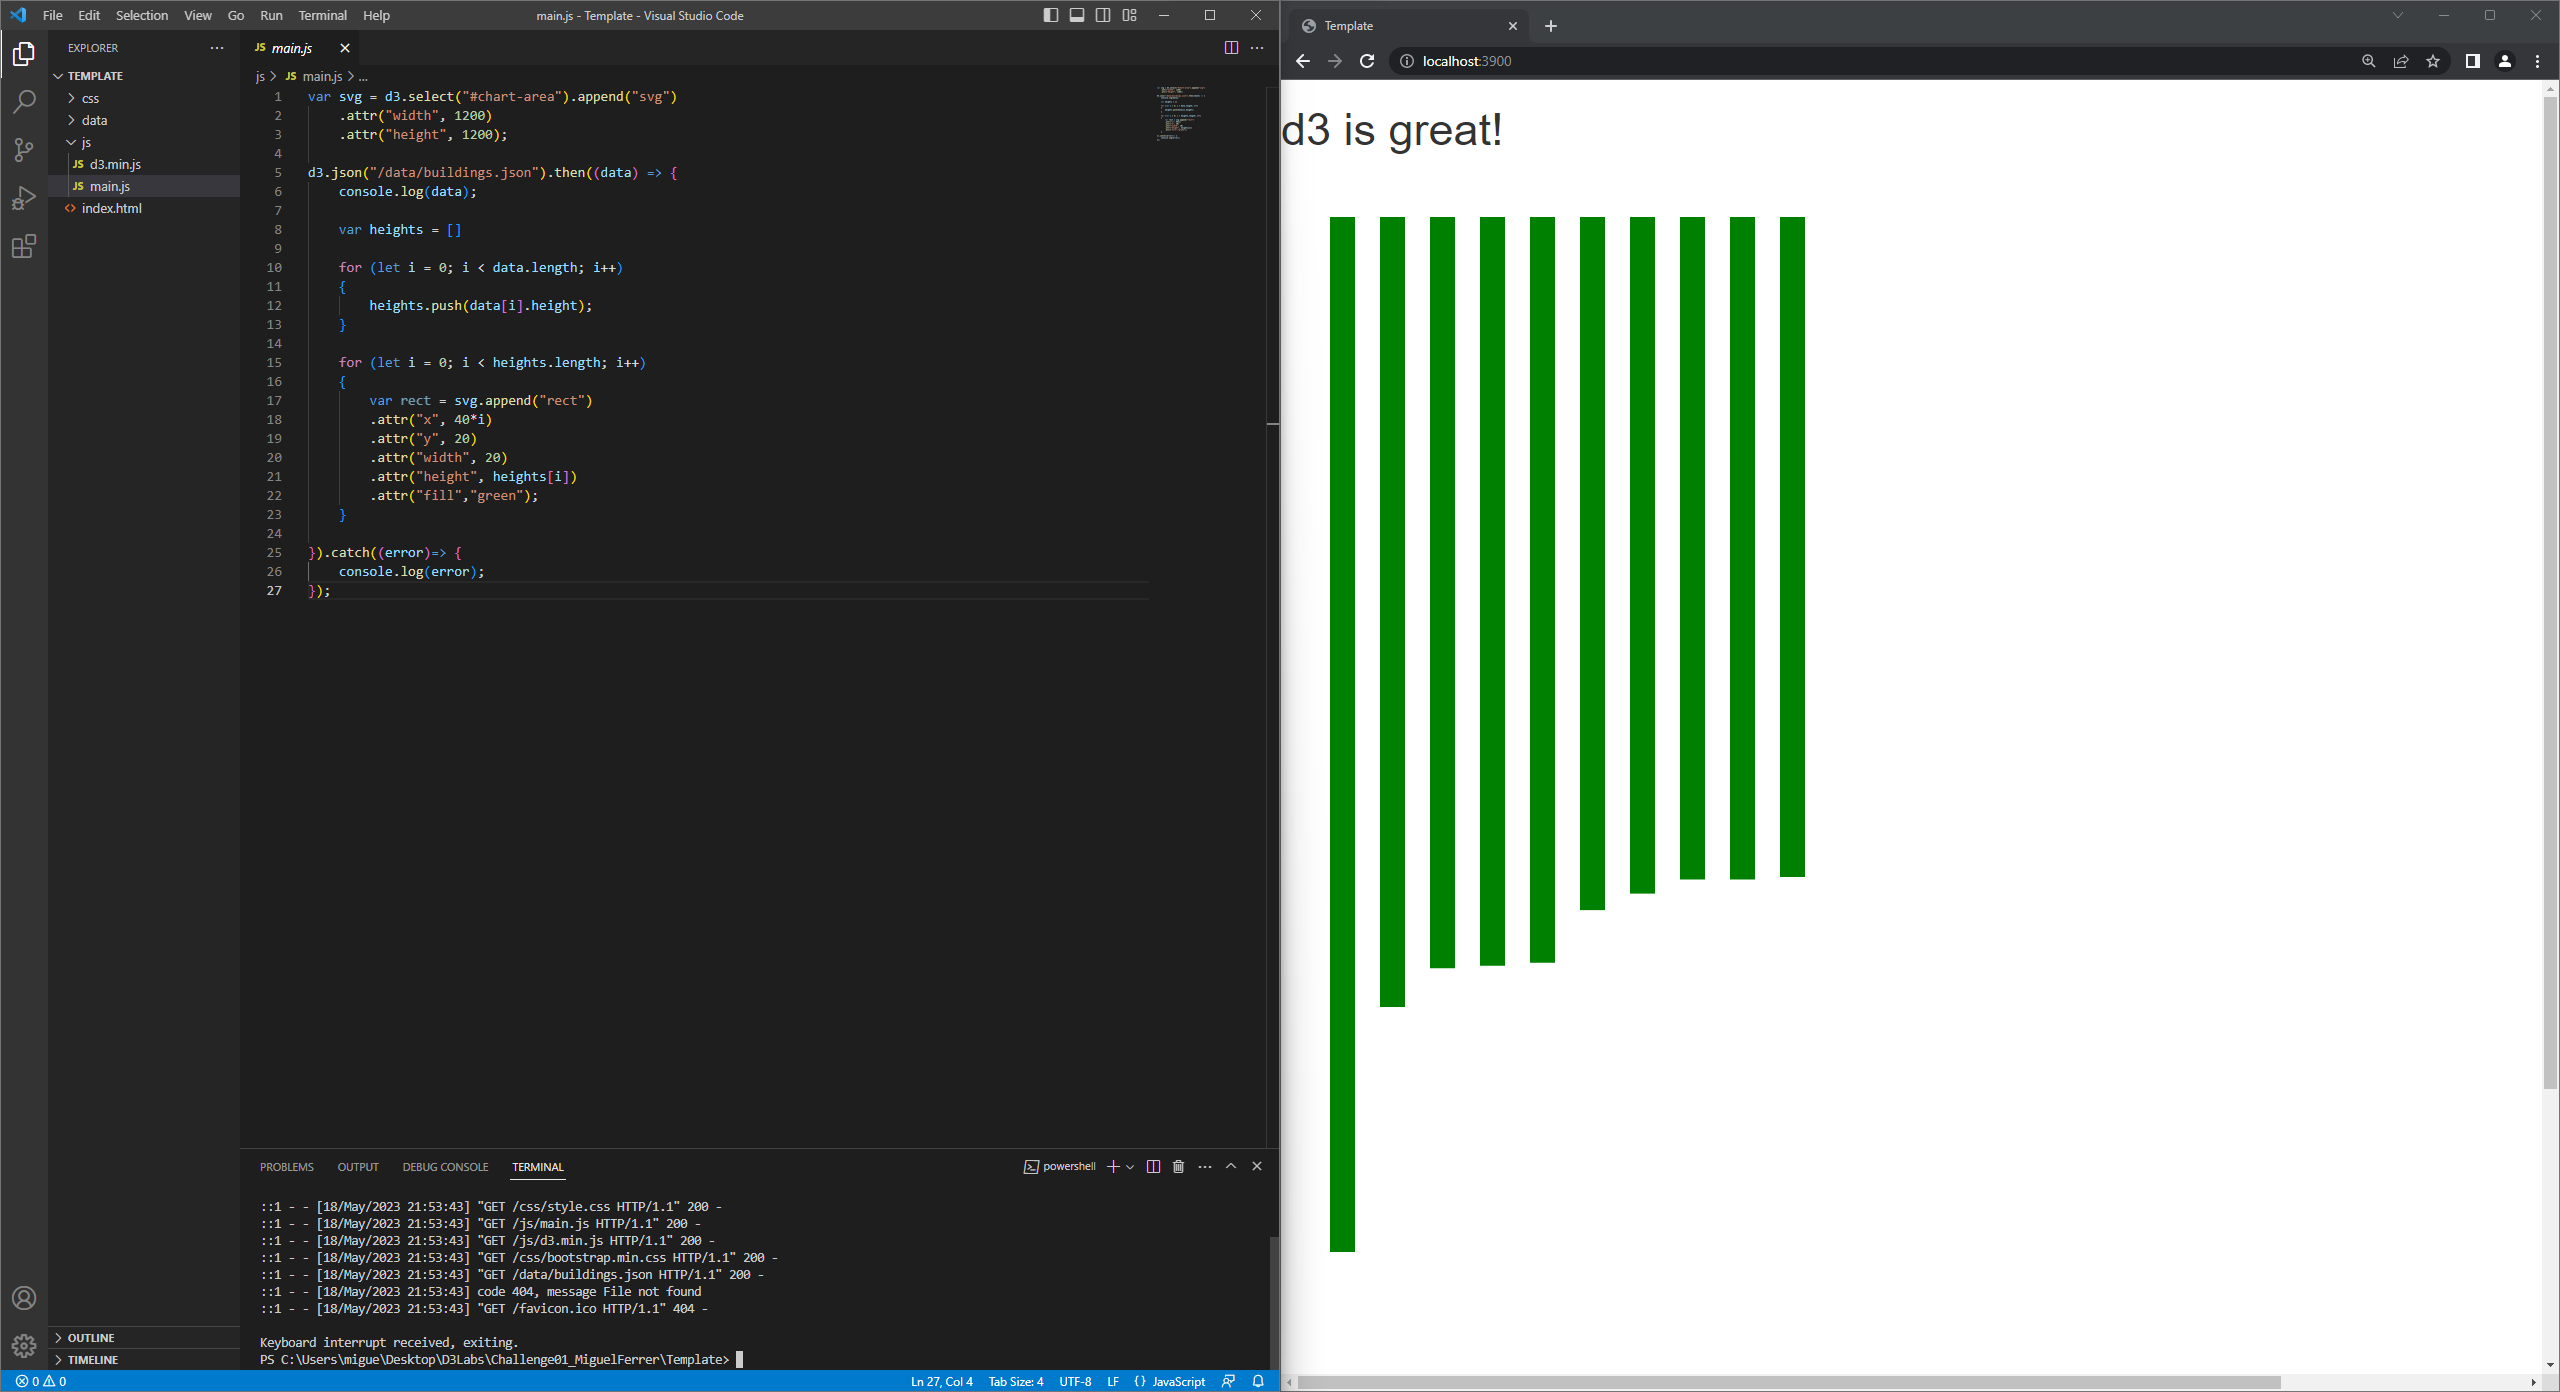 File Edit Selection View Go Run Terminal Help
main.js - Template - Visual Studio Code
EXPLORER
TEMPLATE
css
data
js
JS d3.min.js
JS main.js
<> index.html
OUTLINE
TIMELINE
JS main.js
js > JS main.js > ...
1 var svg = d3.select("#chart-area").append("svg")
2     .attr("width", 1200)
3     .attr("height", 1200);
4
5 d3.json("/data/buildings.json").then((data) => {
6     console.log(data);
7
8     var heights = []
9
10     for (let i = 0; i < data.length; i++)
11     {
12         heights.push(data[i].height);
13     }
14
15     for (let i = 0; i < heights.length; i++)
16     {
17         var rect = svg.append("rect")
18         .attr("x", 40*i)
19         .attr("y", 20)
20         .attr("width", 20)
21         .attr("height", heights[i])
22         .attr("fill","green");
23     }
24
25 }).catch((error)=> {
26     console.log(error);
27 });
PROBLEMS OUTPUT DEBUG CONSOLE TERMINAL
powershell
::1 - - [18/May/2023 21:53:43] "GET /css/style.css HTTP/1.1" 200 -
::1 - - [18/May/2023 21:53:43] "GET /js/main.js HTTP/1.1" 200 -
::1 - - [18/May/2023 21:53:43] "GET /js/d3.min.js HTTP/1.1" 200 -
::1 - - [18/May/2023 21:53:43] "GET /css/bootstrap.min.css HTTP/1.1" 200 -
::1 - - [18/May/2023 21:53:43] "GET /data/buildings.json HTTP/1.1" 200 -
::1 - - [18/May/2023 21:53:43] code 404, message File not found
::1 - - [18/May/2023 21:53:43] "GET /favicon.ico HTTP/1.1" 404 -
Keyboard interrupt received, exiting.
PS C:\Users\migue\Desktop\D3Labs\Challenge01_MiguelFerrer\Template>
0 0
Ln 27, Col 4 Tab Size: 4 UTF-8 LF {} JavaScript
Template
localhost:3900
d3 is great!